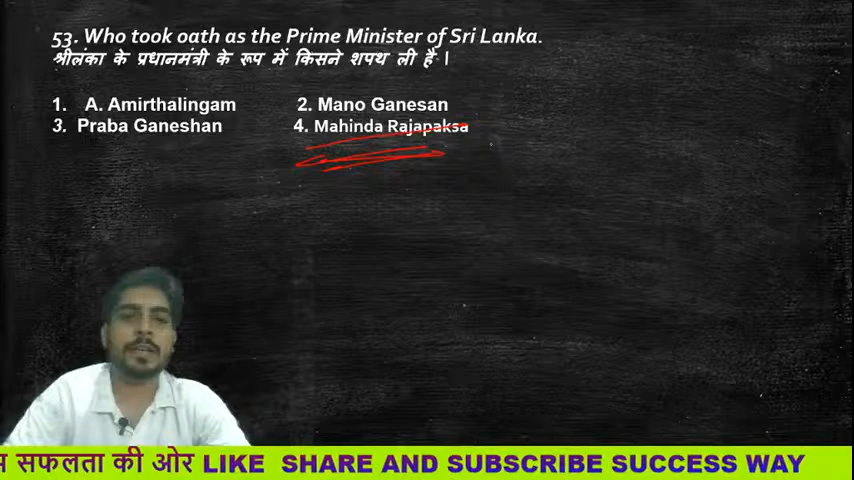 53. Who took oath as the Prime Minister of Sri Lanka.
श्रीलंका के प्रधानमंत्री के रूप में किसने शपथ ली है ।
1. A. Amirthalingam 2. Mano Ganesan
3. Praba Ganeshan 4. Mahinda Rajapaksa
सफलता की ओर LIKE SHARE AND SUBSCRIBE SUCCESS WAY